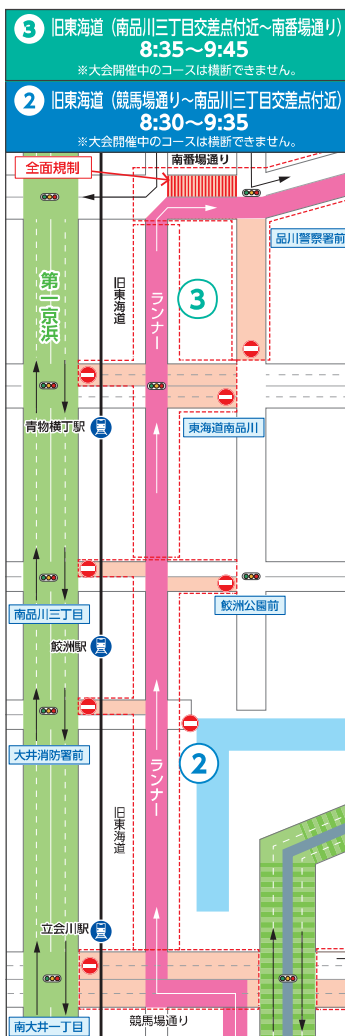 3 旧東海道（南品川三丁目交差点付近～南番場通り）
8:35～9:45
※大会開催中のコースは横断できません。
2 旧東海道（競馬場通り～南品川三丁目交差点付近）
8:30～9:35
※大会開催中のコースは横断できません。
南番場通り
全面規制
品川警察署前
第一京浜
旧東海道
ランナー
3
青物横丁駅
東海道南品川
鮫洲公園前
南品川三丁目
鮫洲駅
大井消防署前
2
ランナー
旧東海道
立会川駅
南大井一丁目
競馬場通り